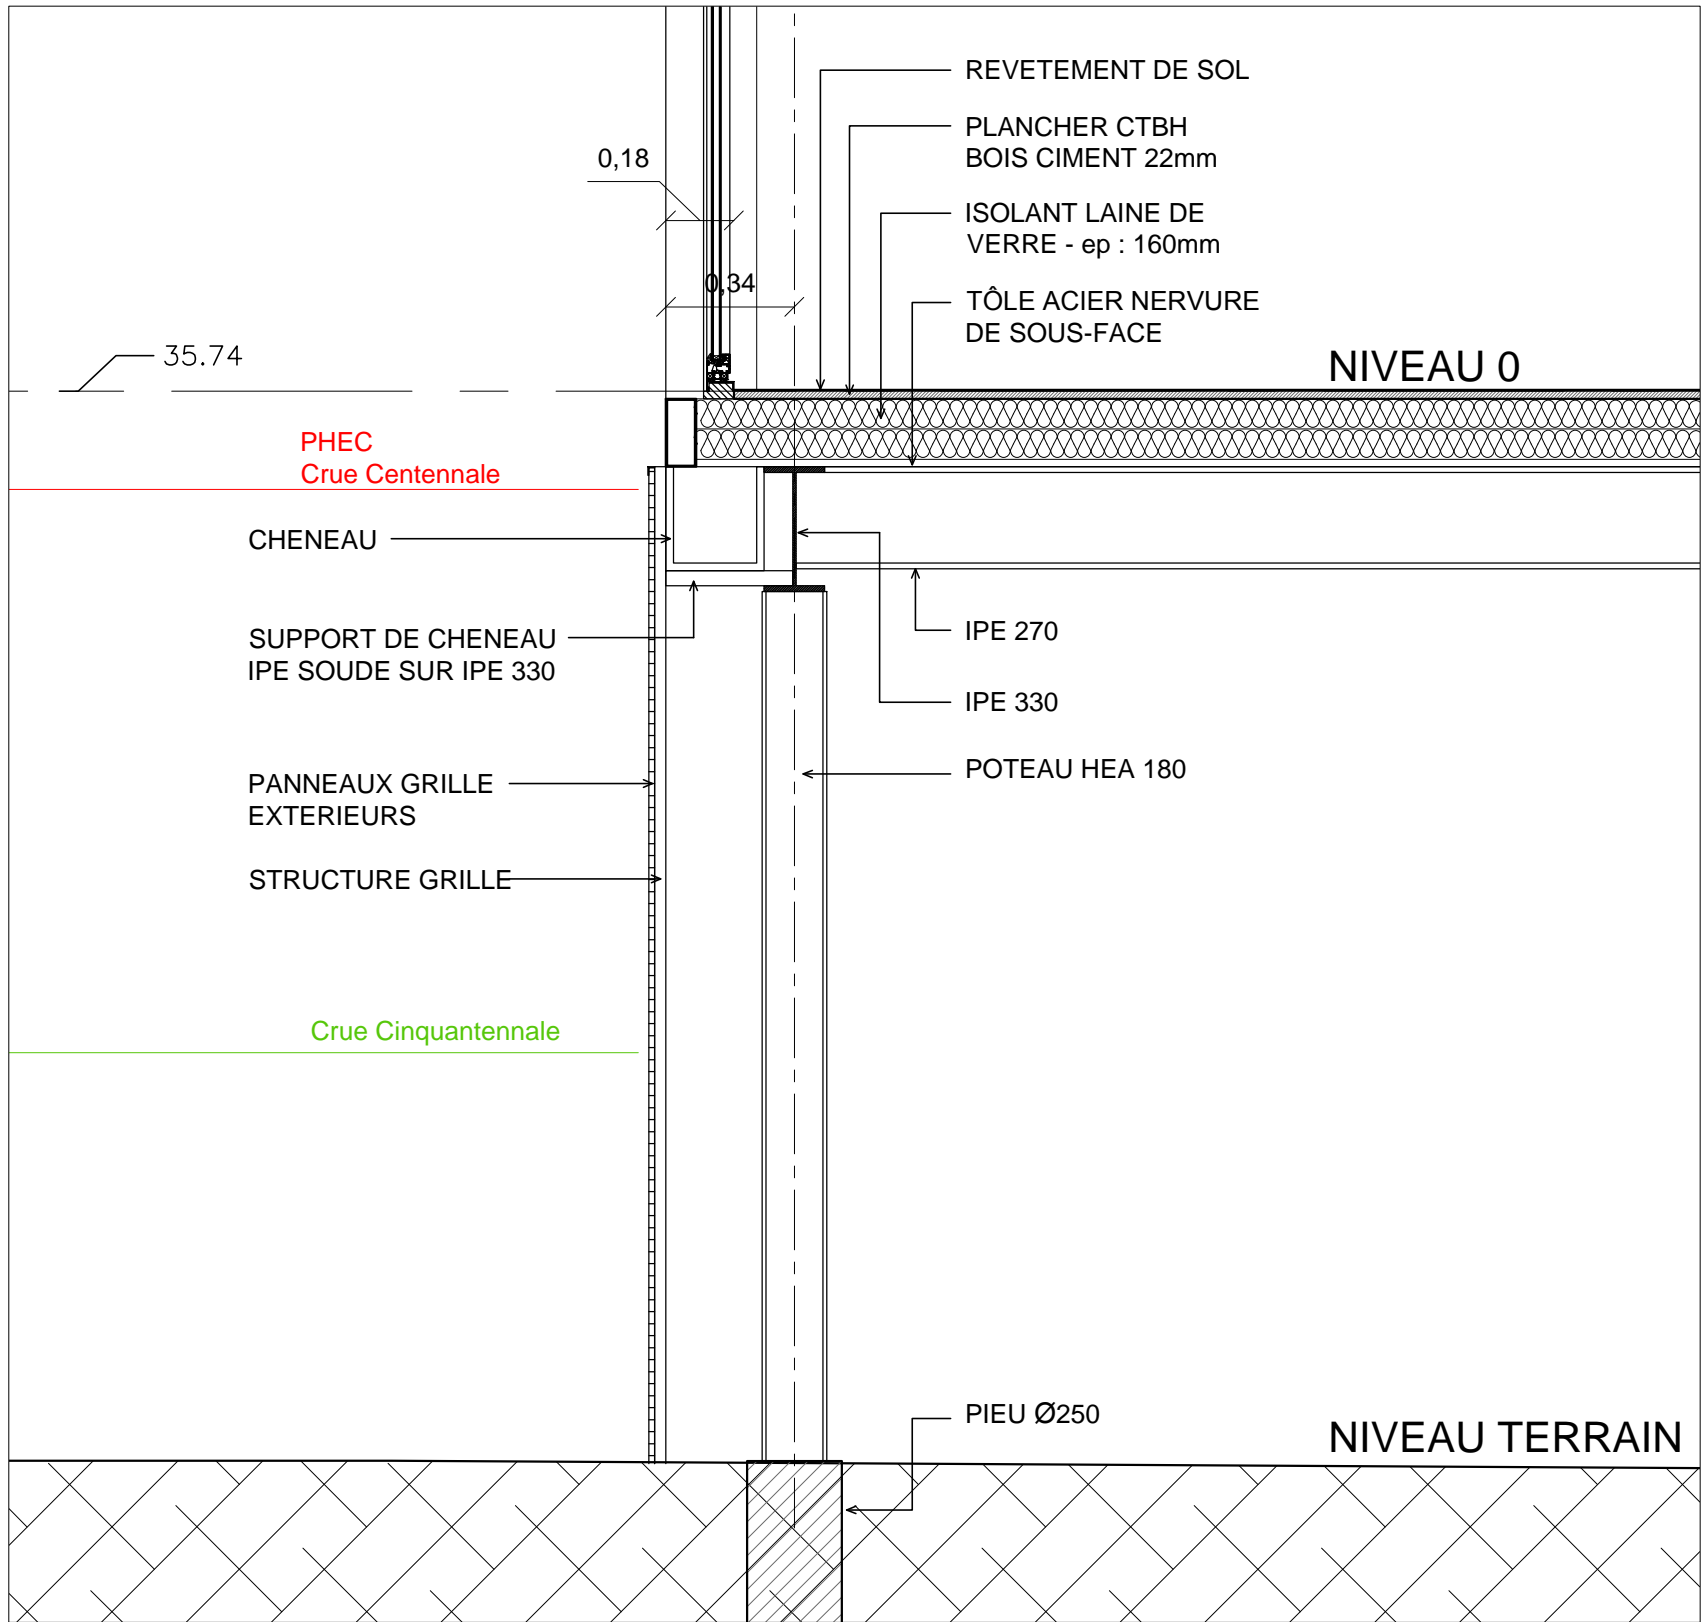 REVETEMENT DE SOL
PLANCHER CTBH
BOIS CIMENT 22mm
0,18
ISOLANT LAINE DE
VERRE - ep : 160mm
0,34
TÔLE ACIER NERVURE
DE SOUS-FACE
35.74
NIVEAU 0
PHEC
Crue Centennale
CHENEAU
SUPPORT DE CHENEAU
IPE SOUDE SUR IPE 330
IPE 270
IPE 330
PANNEAUX GRILLE
EXTERIEURS
POTEAU HEA 180
STRUCTURE GRILLE
Crue Cinquantennale
PIEU Ø250
NIVEAU TERRAIN